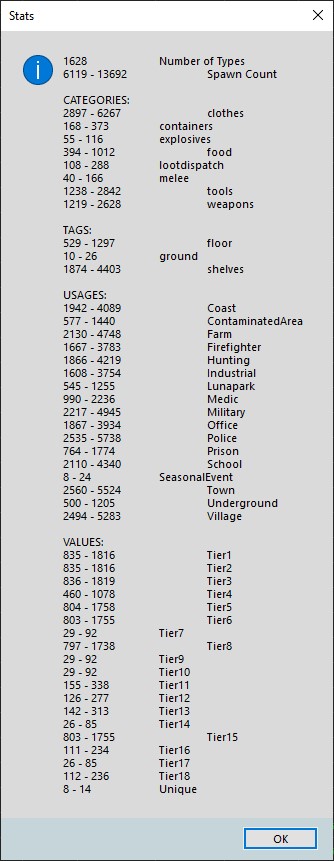 Stats
1628 Number of Types
6119 - 13692 Spawn Count
CATEGORIES:
2897 - 6267 clothes
168 - 373 containers
55 - 116 explosives
394 - 1012 food
108 - 288 lootdispatch
40 - 166 melee
1238 - 2842 tools
1219 - 2628 weapons
TAGS:
529 - 1297 floor
10 - 26 ground
1874 - 4403 shelves
USAGES:
1942 - 4089 Coast
577 - 1440 ContaminatedArea
2130 - 4748 Farm
1667 - 3783 Firefighter
1866 - 4219 Hunting
1608 - 3754 Industrial
545 - 1255 Lunapark
990 - 2236 Medic
2217 - 4945 Military
1867 - 3934 Office
2535 - 5738 Police
764 - 1774 Prison
2110 - 4340 School
8 - 24 SeasonalEvent
2560 - 5524 Town
500 - 1205 Underground
2494 - 5283 Village
VALUES:
835 - 1816 Tier1
835 - 1816 Tier2
836 - 1819 Tier3
460 - 1078 Tier4
804 - 1758 Tier5
803 - 1755 Tier6
29 - 92 Tier7
797 - 1738 Tier8
29 - 92 Tier9
29 - 92 Tier10
155 - 338 Tier11
126 - 277 Tier12
142 - 313 Tier13
26 - 85 Tier14
803 - 1755 Tier15
111 - 234 Tier16
26 - 85 Tier17
112 - 236 Tier18
8 - 14 Unique
OK